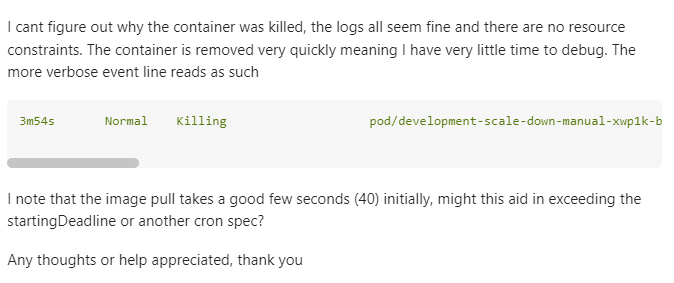 I cant figure out why the container was killed, the logs all seem fine and there are no resource
constraints. The container is removed very quickly meaning I have very little time to debug. The
more verbose event line reads as such
3m54s Normal Killing pod/development-scale-down-manual-xwp1k-b
I note that the image pull takes a good few seconds (40) initially, might this aid in exceeding the
startingDeadline or another cron spec?
Any thoughts or help appreciated, thank you